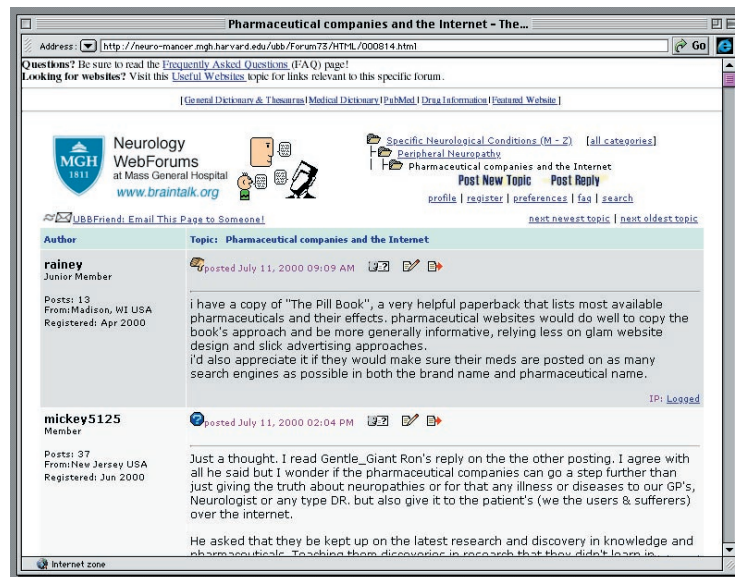 Pharmaceutical companies and the Internet - The...
Address: http://neuro-mancer.mgh.harvard.edu/ubb/Forum73/HTML/000814.html Go
Questions? Be sure to read the Frequently Asked Questions (FAQ) page!
Looking for websites? Visit this Useful Websites topic for links relevant to this specific forum.
| General Dictionary & Thesaurus | Medical Dictionary | PubMed | Drug Information | Featured Website |
MGH
1811
Neurology
WebForums
at Mass General Hospital
www.braintalk.org
Specific Neurological Conditions (M - Z) [all categories]
Peripheral Neuropathy
Pharmaceutical companies and the Internet
Post New Topic Post Reply
profile | register | preferences | faq | search
UBBFriend: Email This Page to Someone! next newest topic | next oldest topic
Author Topic: Pharmaceutical companies and the Internet
rainey
Junior Member
Posts: 13
From:Madison, WI USA
Registered: Apr 2000
posted July 11, 2000 09:09 AM
i have a copy of "The Pill Book", a very helpful paperback that lists most available
pharmaceuticals and their effects. pharmaceutical websites would do well to copy the
book's approach and be more generally informative, relying less on glam website
design and slick advertising approaches.
i'd also appreciate it if they would make sure their meds are posted on as many
search engines as possible in both the brand name and pharmaceutical name.
IP: Logged
mickey5125
Member
Posts: 37
From:New Jersey USA
Registered: Jun 2000
posted July 11, 2000 02:04 PM
Just a thought. I read Gentle_Giant Ron's reply on the the other posting. I agree with
all he said but I wonder if the pharmaceutical companies can go a step further than
just giving the truth about neuropathies or for that any illness or diseases to our GP's,
Neurologist or any type DR. but also give it to the patient's (we the users & sufferers)
over the internet.
He asked that they be kept up on the latest research and discovery in knowledge and
pharmaceuticals. Teaching them discoveries in research that they didn't learn in
Internet zone